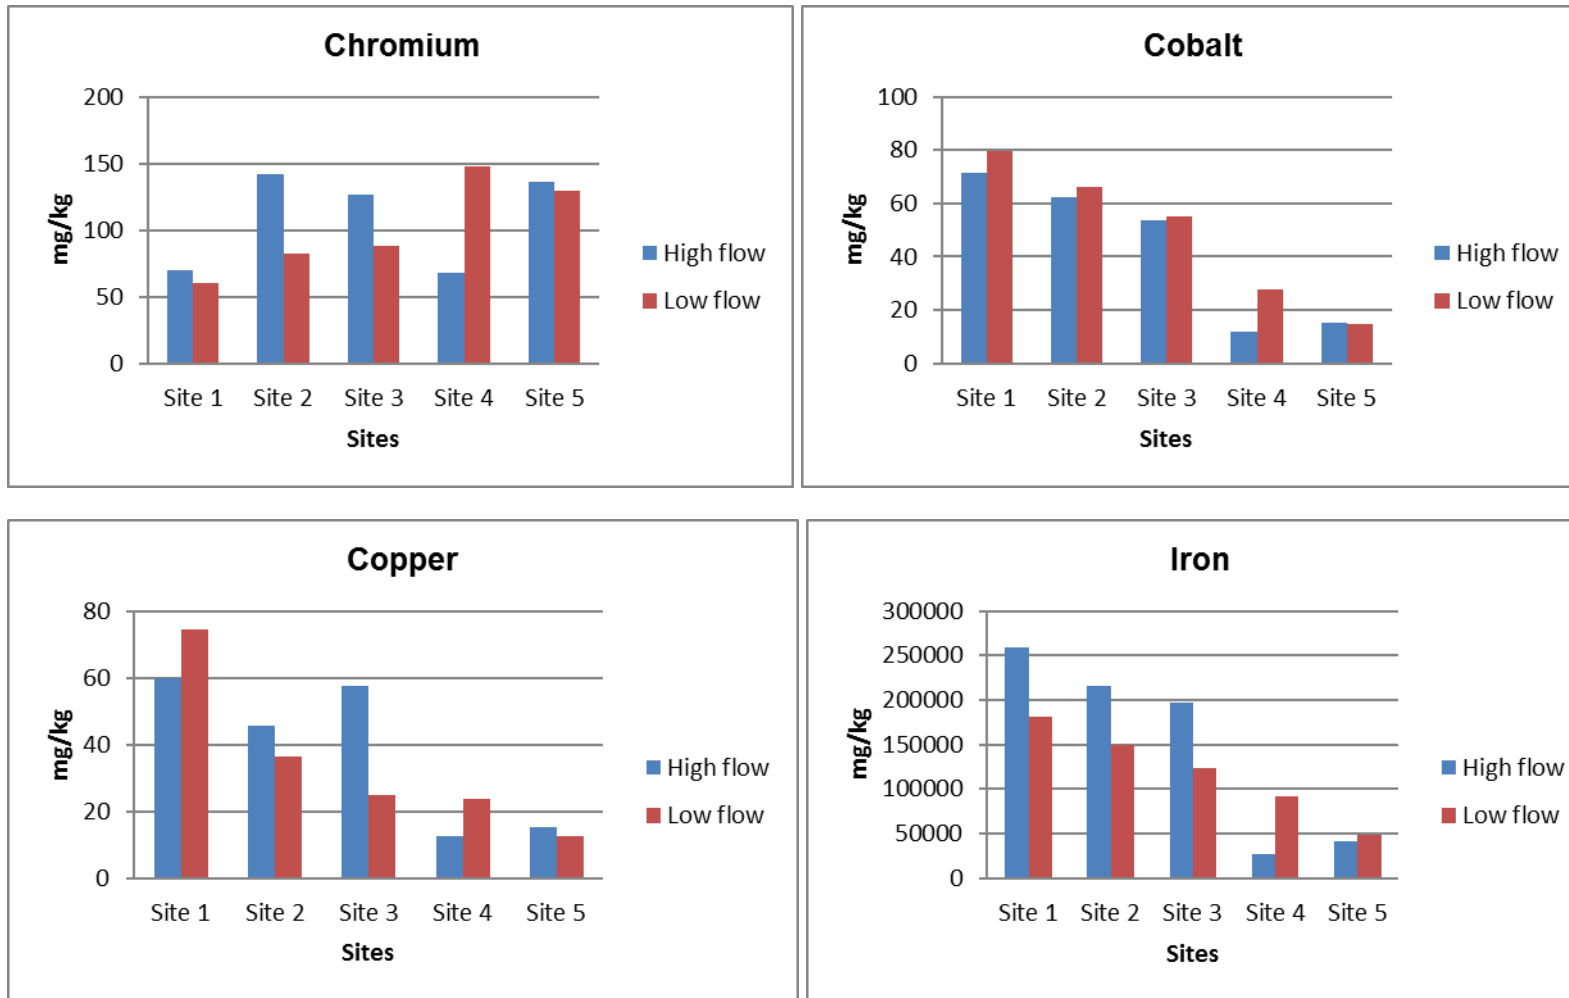 Chromium
200
150
100
50
0
mg/kg
Site 1 Site 2 Site 3 Site 4 Site 5
Sites
High flow
Low flow
Cobalt
100
80
60
40
20
0
mg/kg
Site 1 Site 2 Site 3 Site 4 Site 5
Sites
High flow
Low flow
Copper
80
60
40
20
0
mg/kg
Site 1 Site 2 Site 3 Site 4 Site 5
Sites
High flow
Low flow
Iron
300000
250000
200000
150000
100000
50000
0
mg/kg
Site 1 Site 2 Site 3 Site 4 Site 5
Sites
High flow
Low flow